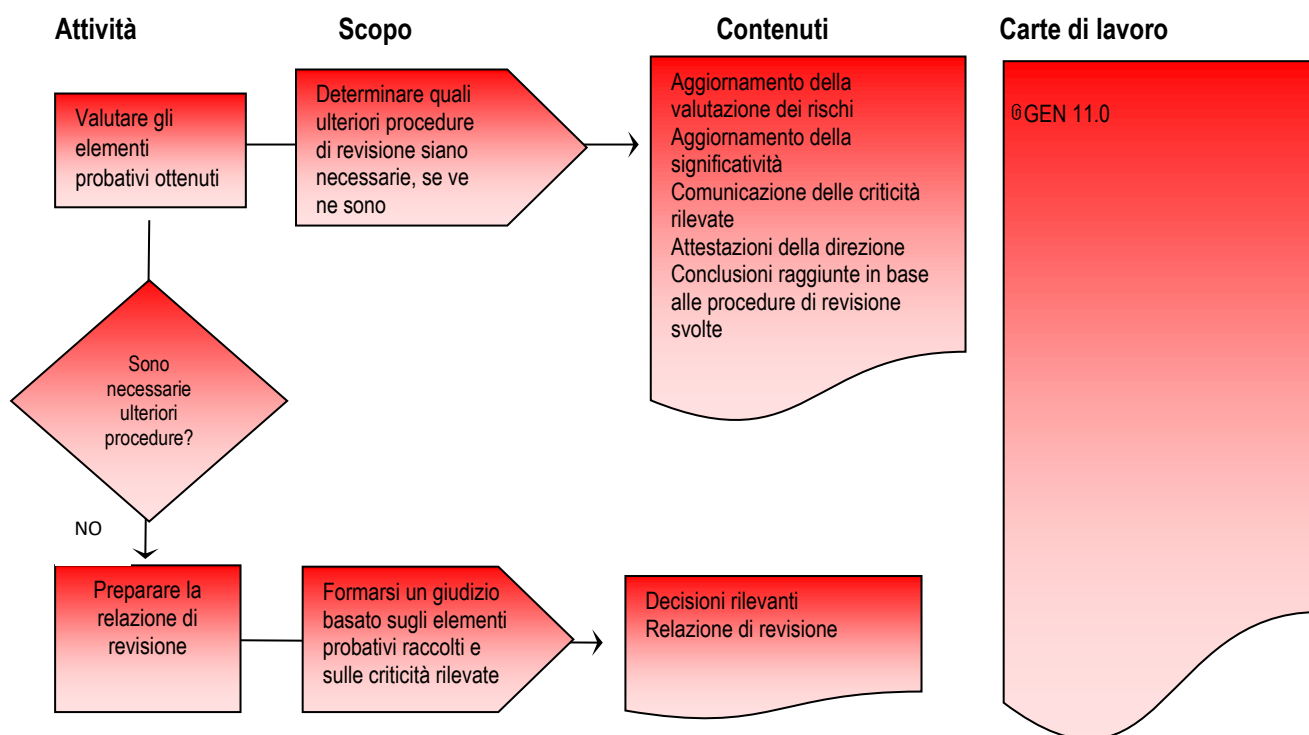 Attività
Scopo
Contenuti
Carte di lavoro
Valutare gli
elementi
probativi ottenuti
Determinare quali
ulteriori procedure
di revisione siano
necessarie, se ve
ne sono
Aggiornamento della
valutazione dei rischi
Aggiornamento della
significatività
Comunicazione delle criticità
rilevate
Attestazioni della direzione
Conclusioni raggiunte in base
alle procedure di revisione
svolte
GEN 11.0
Sono
necessarie
ulteriori
procedure?
NO
Preparare la
relazione di
revisione
Formarsi un giudizio
basato sugli elementi
probativi raccolti e
sulle criticità rilevate
Decisioni rilevanti
Relazione di revisione